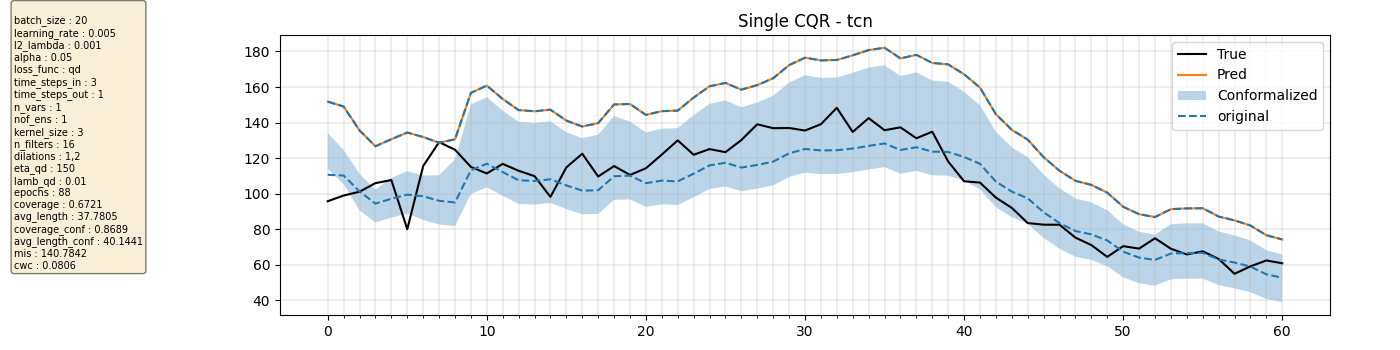 batch_size : 20
learning_rate : 0.005
l2_lambda : 0.001
alpha : 0.05
loss_func : qd
time_steps_in : 3
time_steps_out : 1
n_vars : 1
nof_ens : 1
kernel_size : 3
n_filters : 16
dilations : 1,2
eta_qd : 150
lamb_qd : 0.01
epochs : 88
coverage : 0.6721
avg_length : 37.7805
coverage_conf : 0.8689
avg_length_conf : 40.1441
mis : 140.7842
cwc : 0.0806
Single CQR - tcn
180
160
140
120
100
80
60
40
0 10 20 30 40 50 60
True
Pred
Conformalized
original